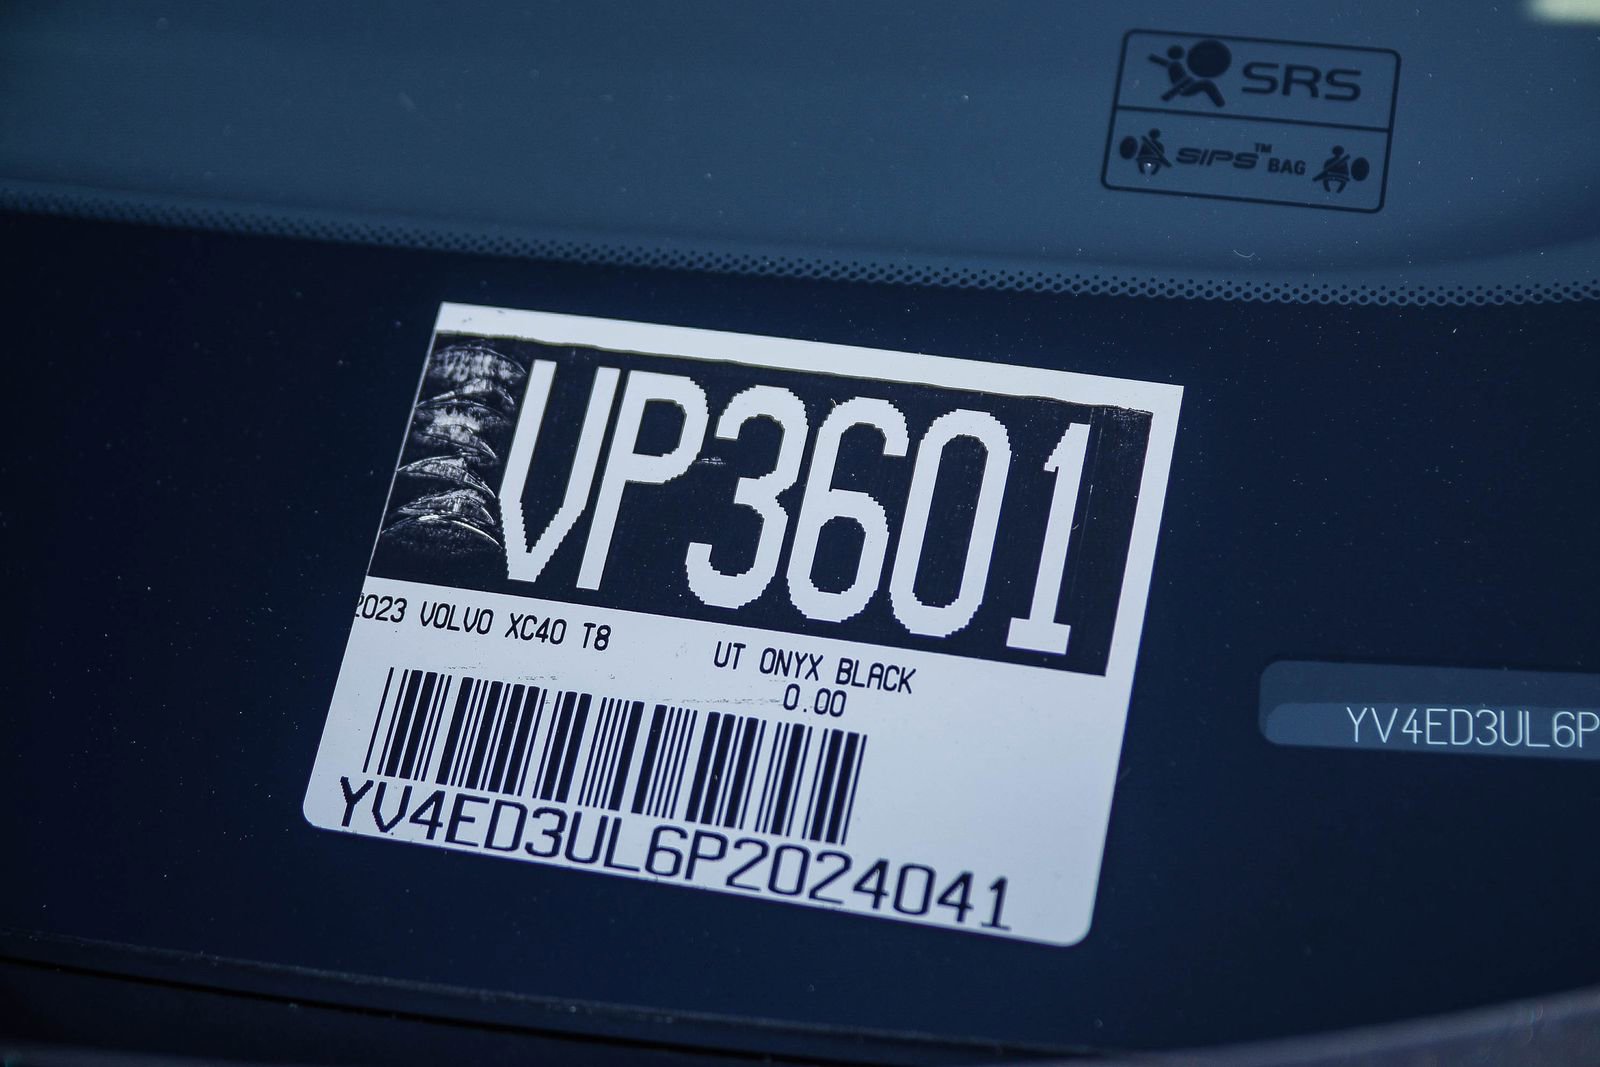 SRS
SIPS™ BAG
VP3601
2023 VOLVO XC40 T8
UT ONYX BLACK
0.00
YV4ED3UL6P2024041
YV4ED3UL6P